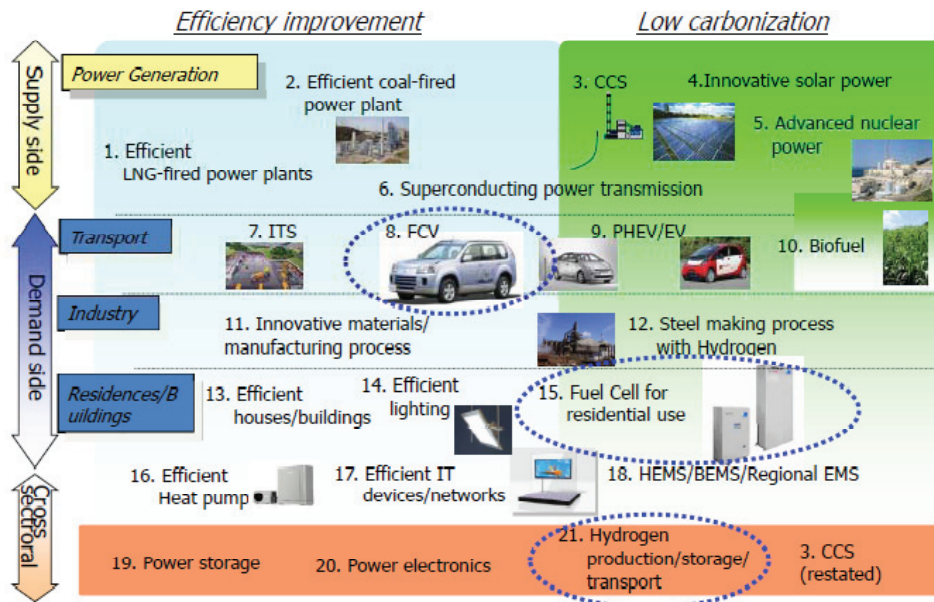 Efficiency improvement
Low carbonization
Supply side
Power Generation
2. Efficient coal-fired
power plant
3. CCS
4.Innovative solar power
5. Advanced nuclear
power
1. Efficient
LNG-fired power plants
6. Superconducting power transmission
Demand side
Transport
7. ITS
8. FCV
9. PHEV/EV
10. Biofuel
Industry
11. Innovative materials/
manufacturing process
12. Steel making process
with Hydrogen
Residences/B
uildings
13. Efficient
houses/buildings
14. Efficient
lighting
15. Fuel Cell for
residential use
16. Efficient
Heat pump
17. Efficient IT
devices/networks
18. HEMS/BEMS/Regional EMS
Cross
sectroral
19. Power storage
20. Power electronics
21. Hydrogen
production/storage/
transport
3. CCS
(restated)